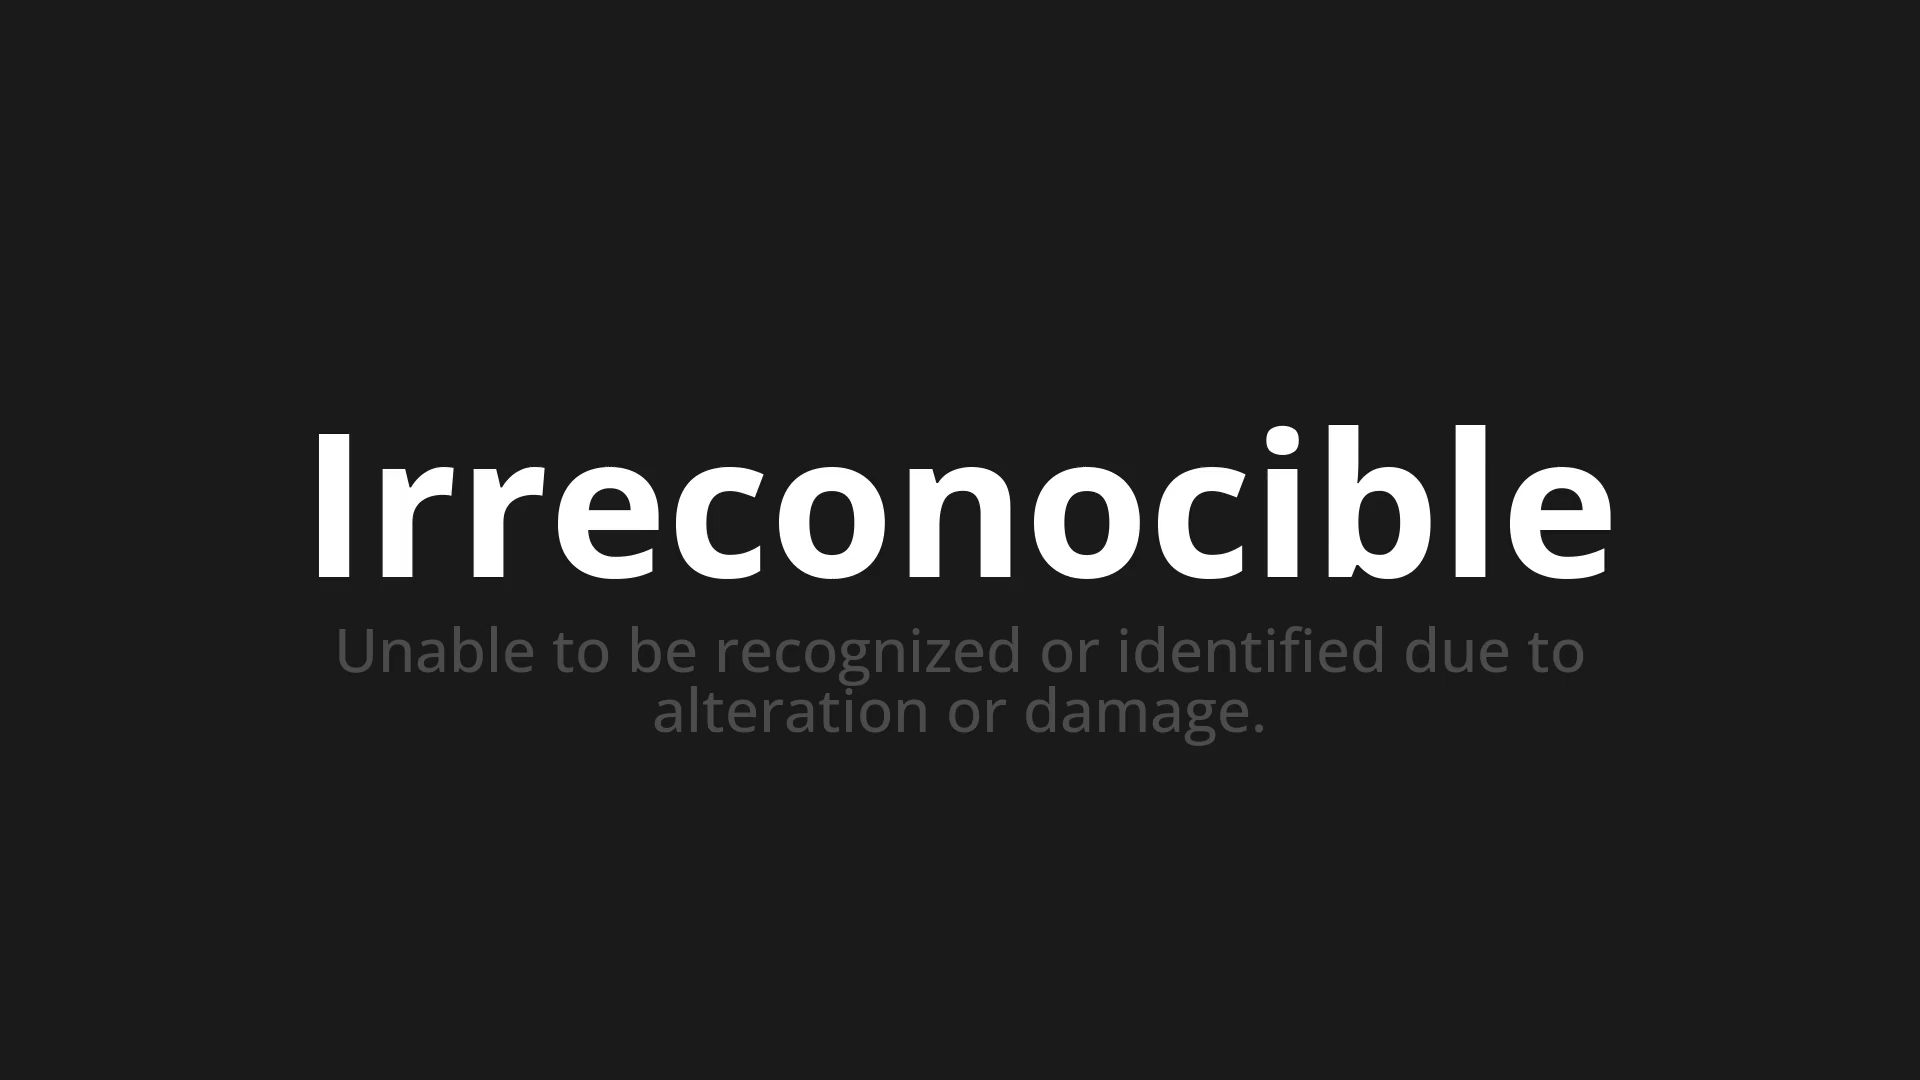 Irreconocible
Unable to be recognized or identified due to
alteration or damage.